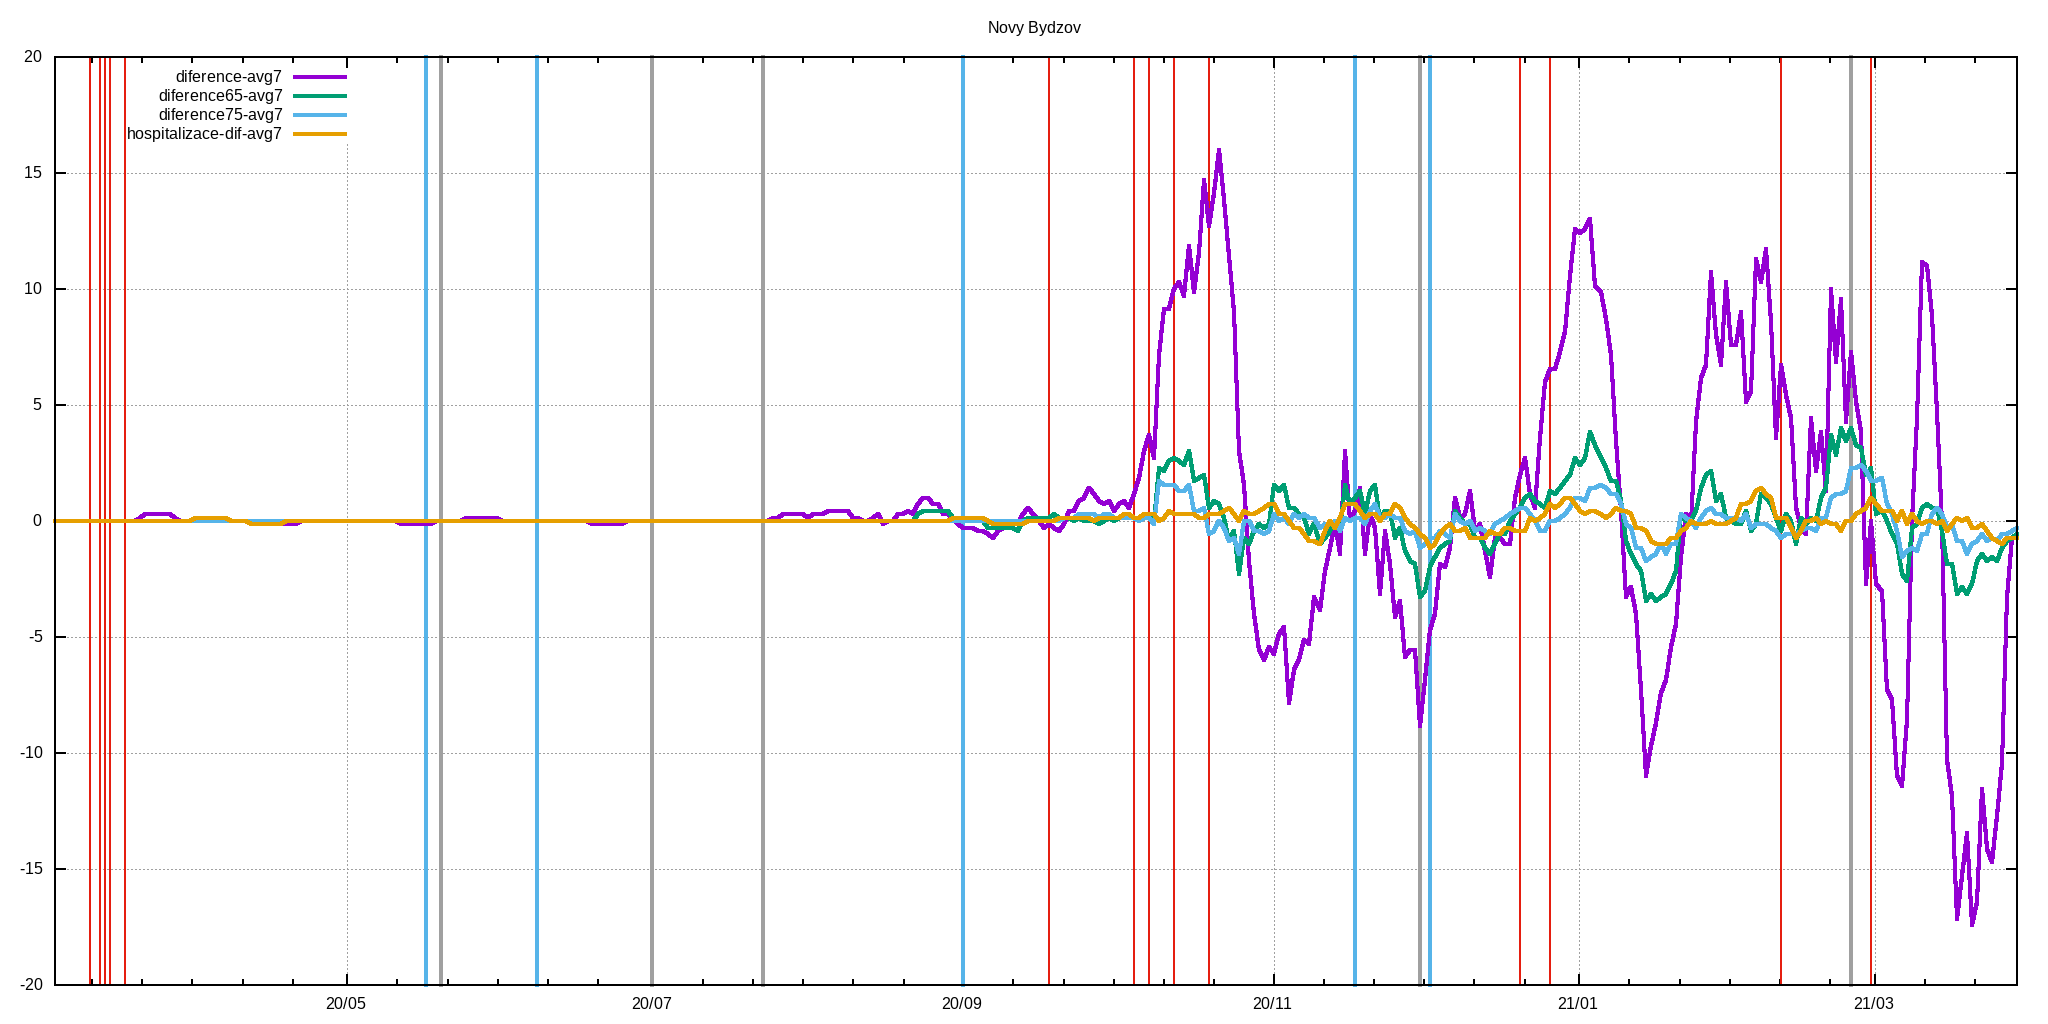 Novy Bydzov
20
diference-avg7
diference65-avg7
diference75-avg7
hospitalizace-dif-avg7
15
10
5
0
-5
-10
-15
-20
20/05 20/07 20/09 20/11 21/01 21/03